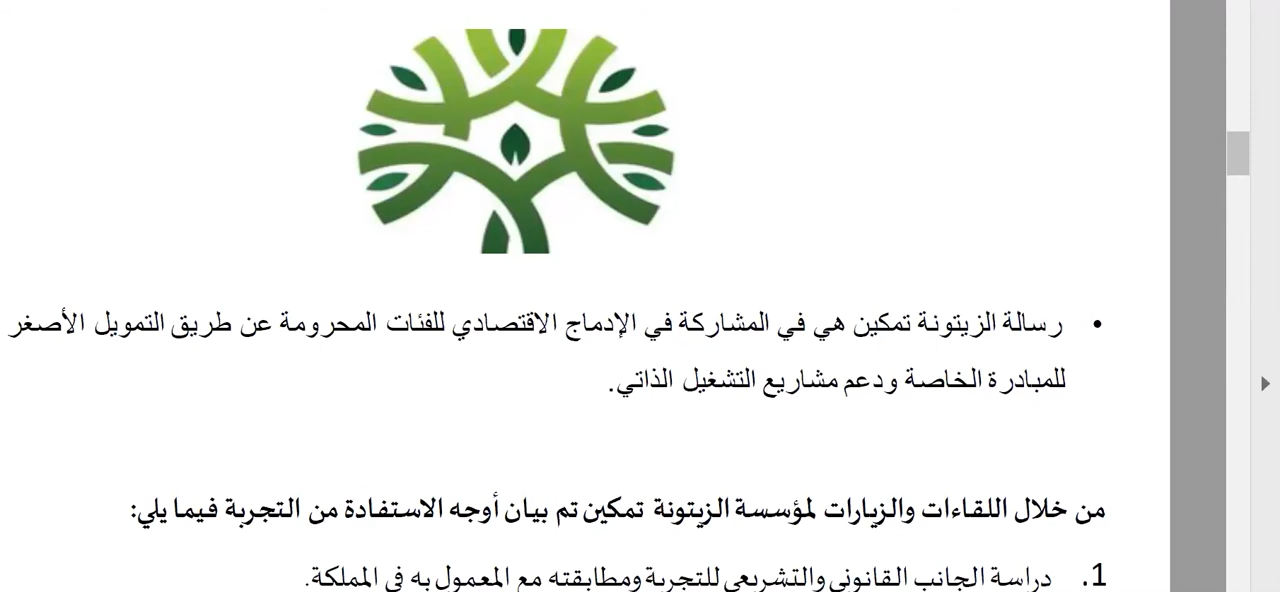 • رسالة الزيتونة تمكين هي في المشاركة في الإدماج الاقتصادي للفئات المحرومة عن طريق التمويل الأصغر
للمبادرة الخاصة ودعم مشاريع التشغيل الذاتي.
من خلال اللقاءات والزيارات لمؤسسة الزيتونة تمكين تم بيان أوجه الاستفادة من التجربة فيما يلي:
1. دراسة الجانب القانوني والتشريعي للتجربة ومطابقته مع المعمول به في المملكة.